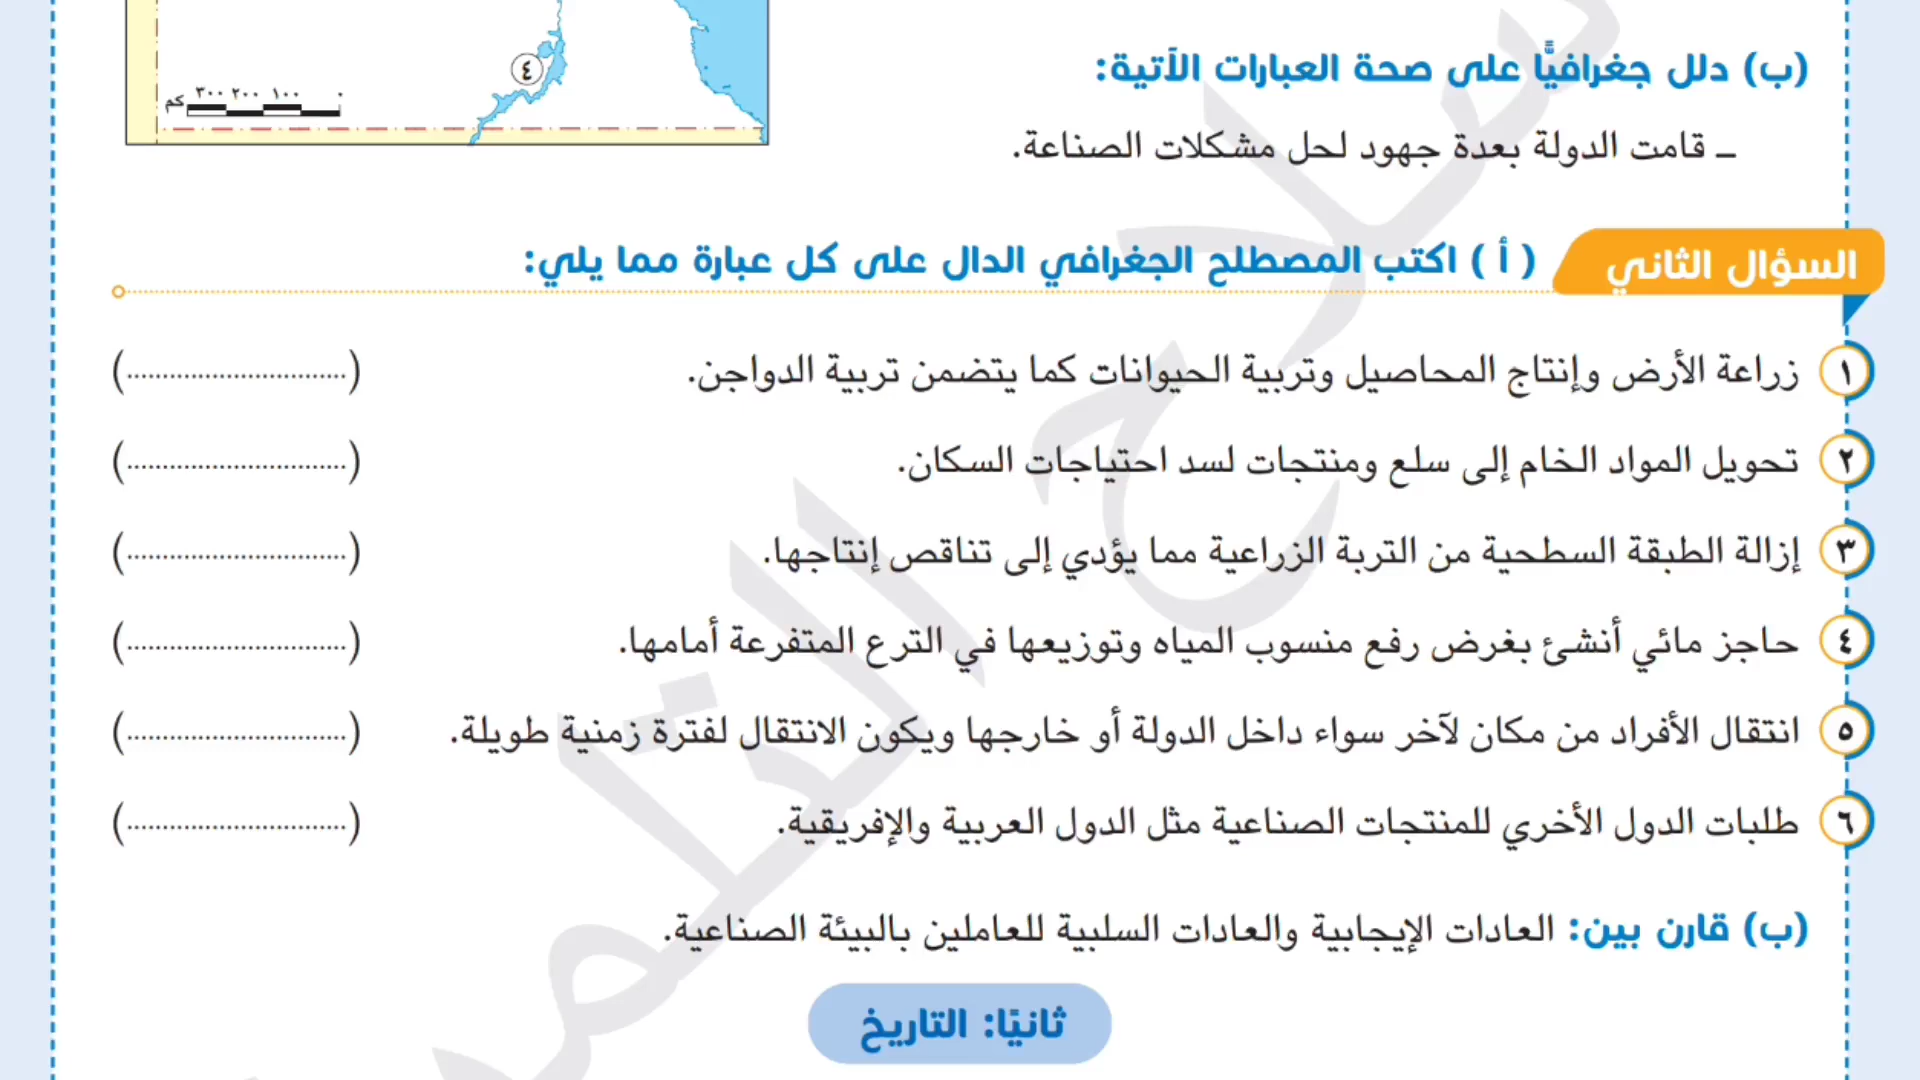 (ب) دلل جغرافيًّا على صحة العبارات الآتية:
ـ قامت الدولة بعدة جهود لحل مشكلات الصناعة.
٤
٣٠٠ ٢٠٠ ١٠٠ ٠
كم
السؤال الثاني (أ) اكتب المصطلح الجغرافي الدال على كل عبارة مما يلي:
١ زراعة الأرض وإنتاج المحاصيل وتربية الحيوانات كما يتضمن تربية الدواجن. (..............................)
٢ تحويل المواد الخام إلى سلع ومنتجات لسد احتياجات السكان. (..............................)
٣ إزالة الطبقة السطحية من التربة الزراعية مما يؤدي إلى تناقص إنتاجها. (..............................)
٤ حاجز مائي أنشئ بغرض رفع منسوب المياه وتوزيعها في الترع المتفرعة أمامها. (..............................)
٥ انتقال الأفراد من مكان لآخر سواء داخل الدولة أو خارجها ويكون الانتقال لفترة زمنية طويلة. (..............................)
٦ طلبات الدول الأخري للمنتجات الصناعية مثل الدول العربية والإفريقية. (..............................)
(ب) قارن بين: العادات الإيجابية والعادات السلبية للعاملين بالبيئة الصناعية.
ثانيًا: التاريخ